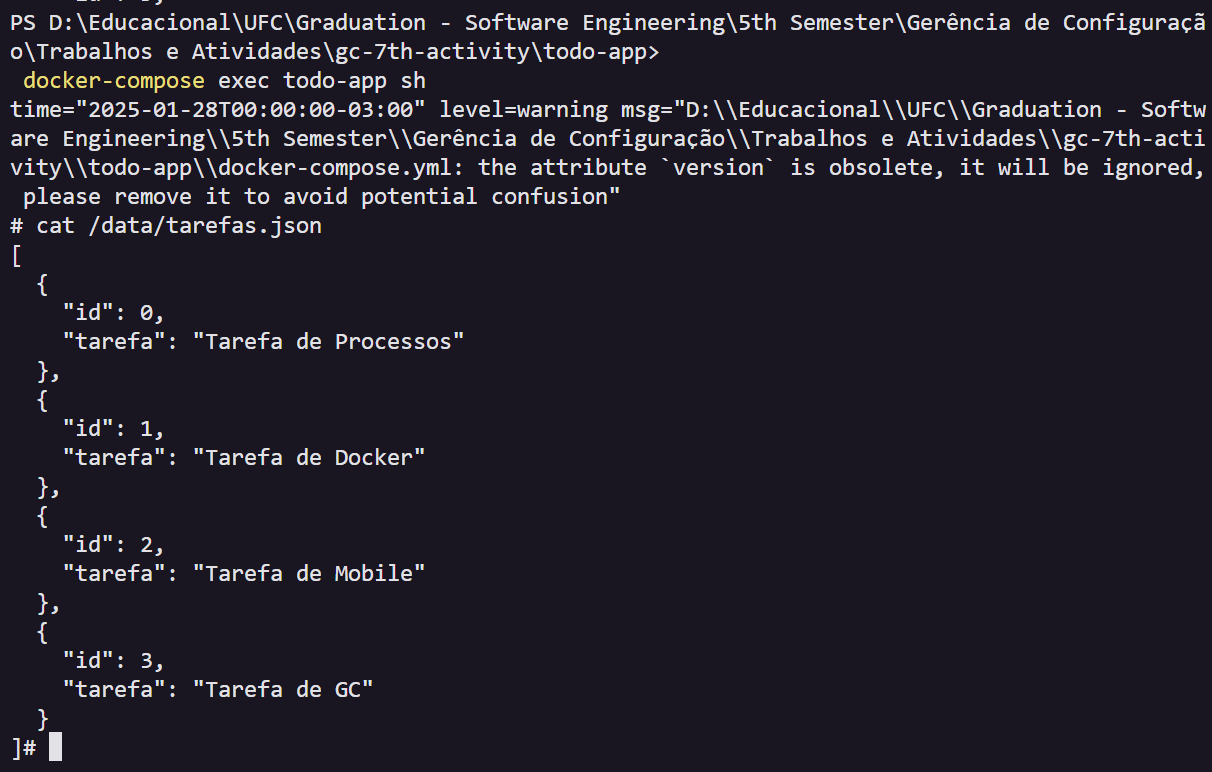 PS D:\Educacional\UFC\Graduation - Software Engineering\5th Semester\Gerência de Configuraçã
o\Trabalhos e Atividades\gc-7th-activity\todo-app>
 docker-compose exec todo-app sh
time="2025-01-28T00:00:00-03:00" level=warning msg="D:\\Educacional\\UFC\\Graduation - Softw
are Engineering\\5th Semester\\Gerência de Configuração\\Trabalhos e Atividades\\gc-7th-acti
vity\\todo-app\\docker-compose.yml: the attribute `version` is obsolete, it will be ignored,
 please remove it to avoid potential confusion"
# cat /data/tarefas.json
[
  {
    "id": 0,
    "tarefa": "Tarefa de Processos"
  },
  {
    "id": 1,
    "tarefa": "Tarefa de Docker"
  },
  {
    "id": 2,
    "tarefa": "Tarefa de Mobile"
  },
  {
    "id": 3,
    "tarefa": "Tarefa de GC"
  }
]#